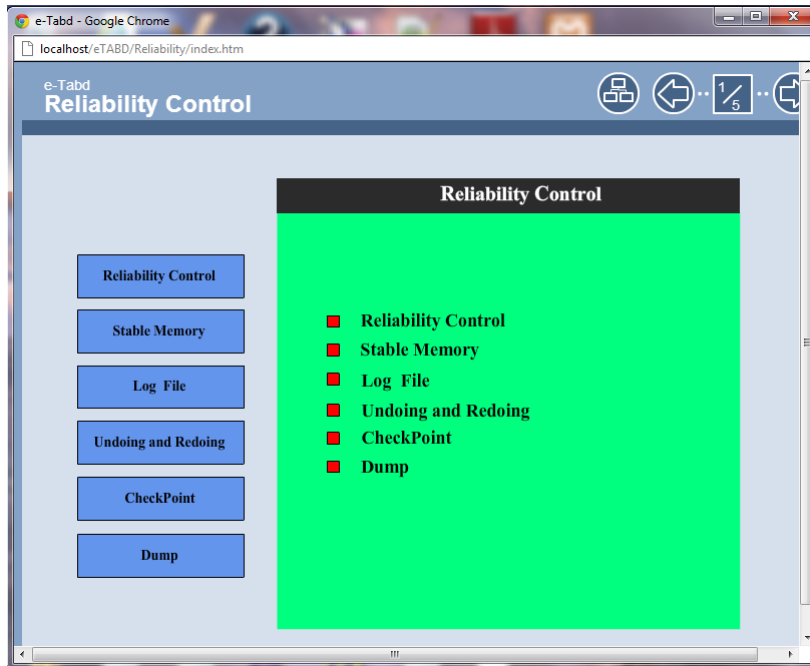 e-Tabd - Google Chrome
localhost/eTABD/Reliability/index.htm
e-Tabd
Reliability Control
1/5
Reliability Control
Reliability Control
Stable Memory
Log File
Undoing and Redoing
CheckPoint
Dump
Reliability Control
Stable Memory
Log File
Undoing and Redoing
CheckPoint
Dump